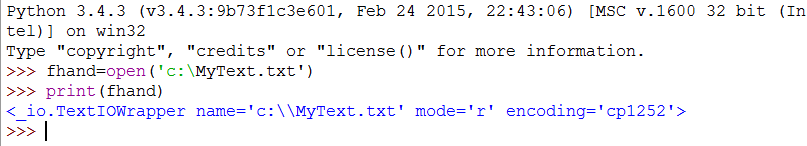 Python 3.4.3 (v3.4.3:9b73f1c3e601, Feb 24 2015, 22:43:06) [MSC v.1600 32 bit (In
tel)] on win32
Type "copyright", "credits" or "license()" for more information.
>>> fhand=open('c:\MyText.txt')
>>> print(fhand)
<_io.TextIOWrapper name='c:\\MyText.txt' mode='r' encoding='cp1252'>
>>>